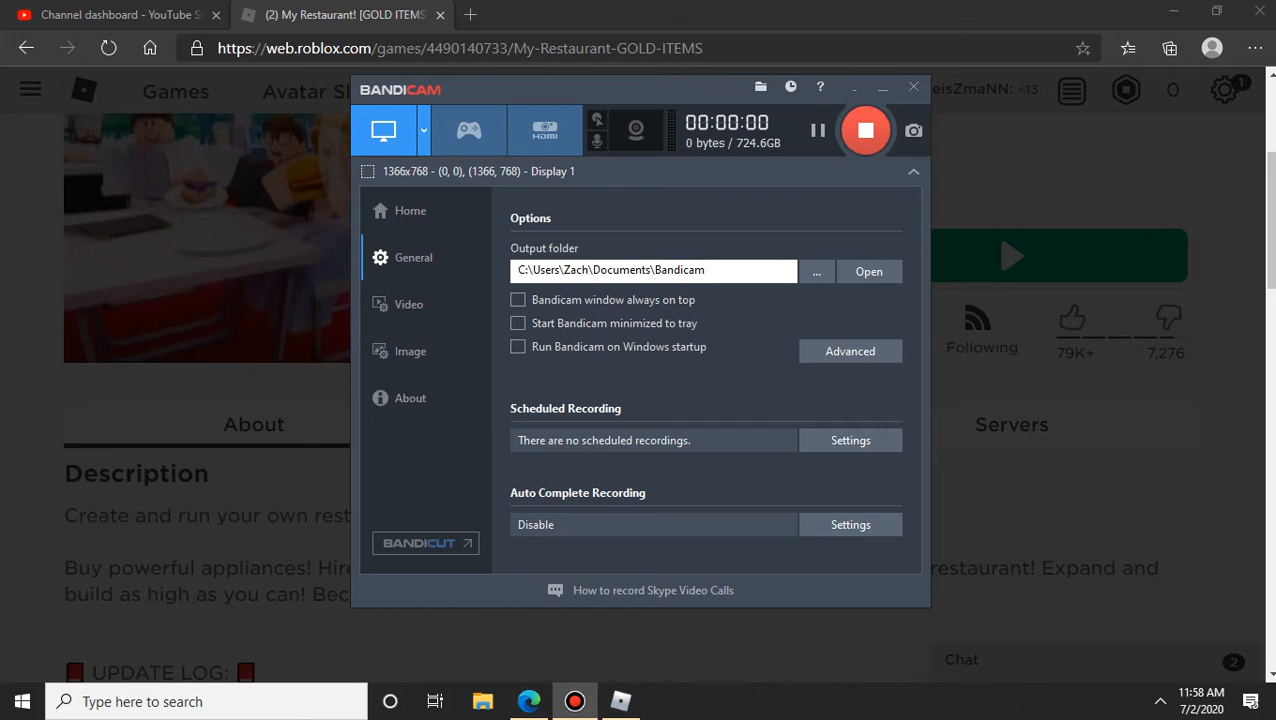 Channel dashboard - YouTube S
(2) My Restaurant! [GOLD ITEMS
https://web.roblox.com/games/4490140733/My-Restaurant-GOLD-ITEMS
Games
Avatar S
eisZmaNN: <13
0
1
BANDICAM
?
HDMI
00:00:00
0 bytes / 724.6GB
1366x768 - (0, 0), (1366, 768) - Display 1
Home
General
Video
Image
About
BANDICUT
Options
Output folder
C:\Users\Zach\Documents\Bandicam
...
Open
Bandicam window always on top
Start Bandicam minimized to tray
Run Bandicam on Windows startup
Advanced
Scheduled Recording
There are no scheduled recordings.
Settings
Auto Complete Recording
Disable
Settings
How to record Skype Video Calls
Following
79K+
7,276
About
Servers
Description
Create and run your own rest
Buy powerful appliances! Hire
restaurant! Expand and
build as high as you can! Bec
UPDATE LOG:
Chat
2
Type here to search
11:58 AM
7/2/2020